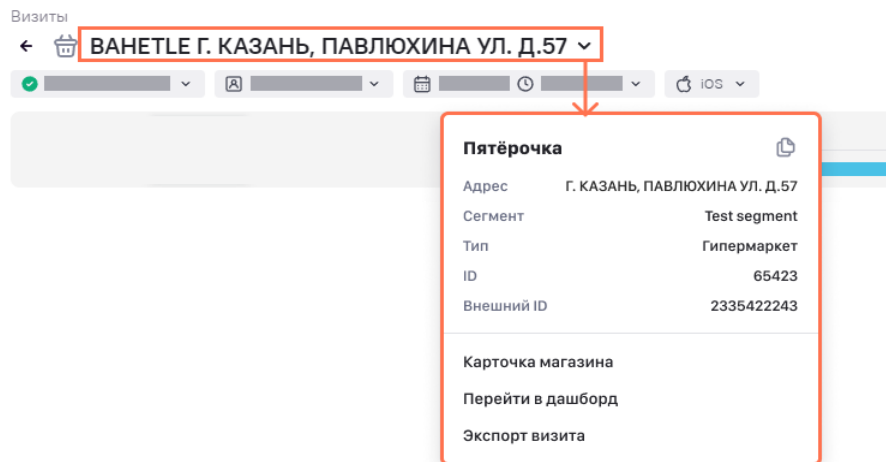 Визиты
BAHETLE Г. КАЗАНЬ, ПАВЛЮХИНА УЛ. Д.57
iOS
Пятёрочка
Адрес Г. КАЗАНЬ, ПАВЛЮХИНА УЛ. Д.57
Сегмент Test segment
Тип Гипермаркет
ID 65423
Внешний ID 2335422243
Карточка магазина
Перейти в дашборд
Экспорт визита